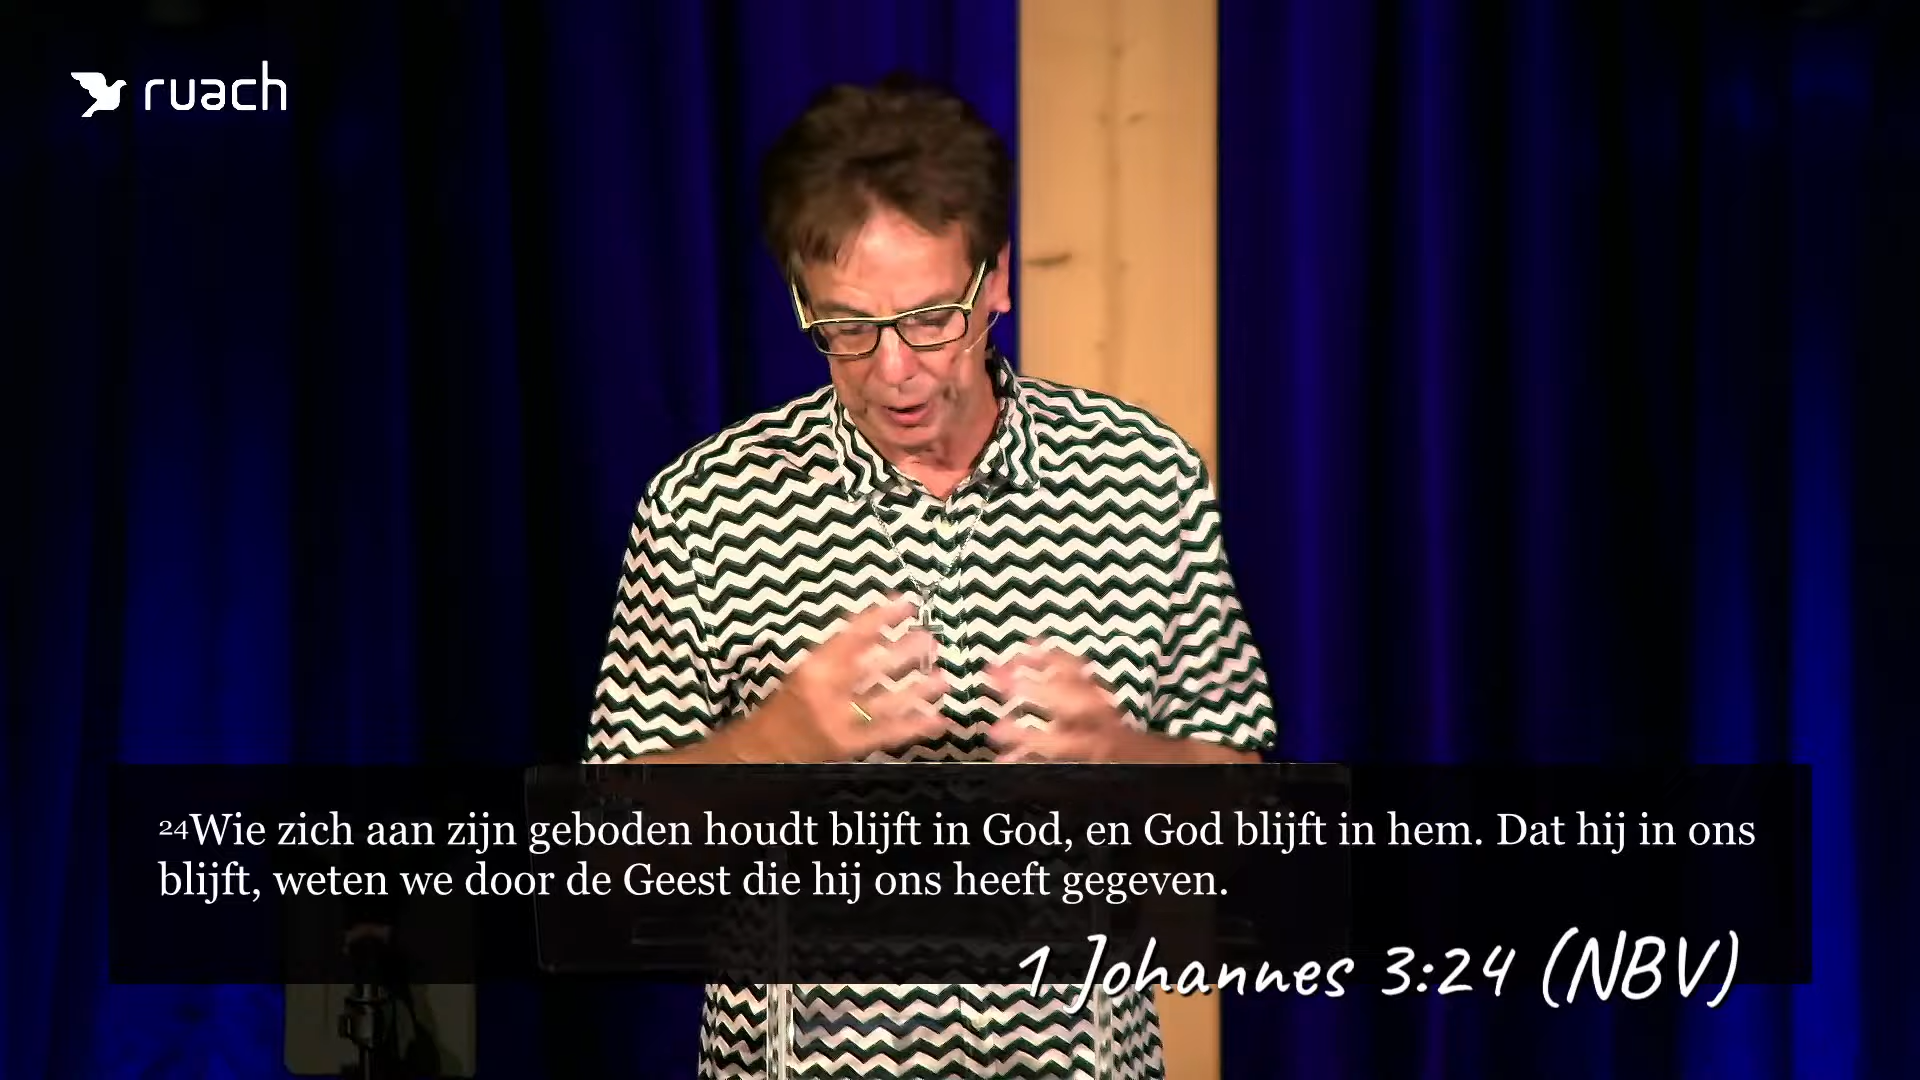 ruach
24Wie zich aan zijn geboden houdt blijft in God, en God blijft in hem. Dat hij in ons
blijft, weten we door de Geest die hij ons heeft gegeven.
1 Johannes 3:24 (NBV)